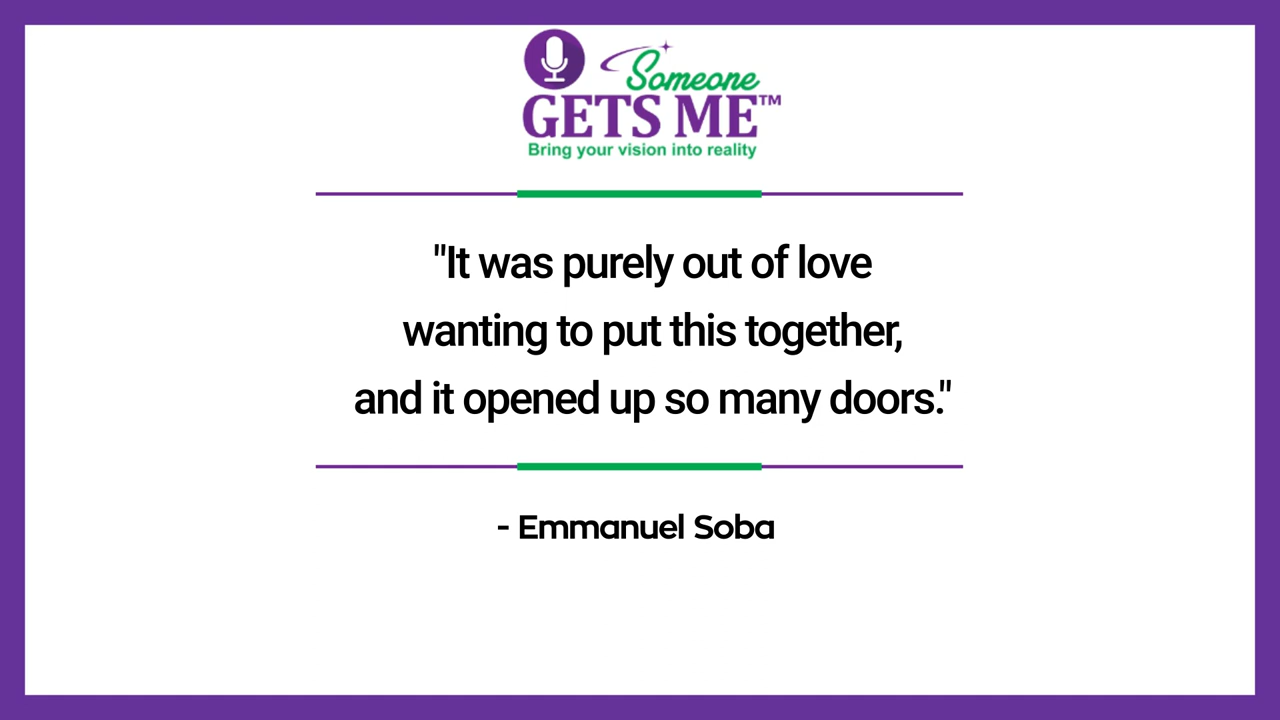 Someone
GETS ME™
Bring your vision into reality
"It was purely out of love
wanting to put this together,
and it opened up so many doors."
- Emmanuel Soba